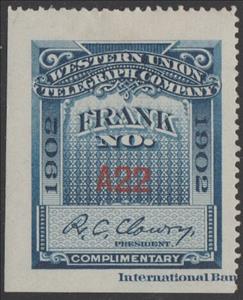 WESTERN UNION
TELEGRAPH COMPANY
FRANK
NO.
1902
1902
A22
R.C. Clowry
PRESIDENT
COMPLIMENTARY
International Ban